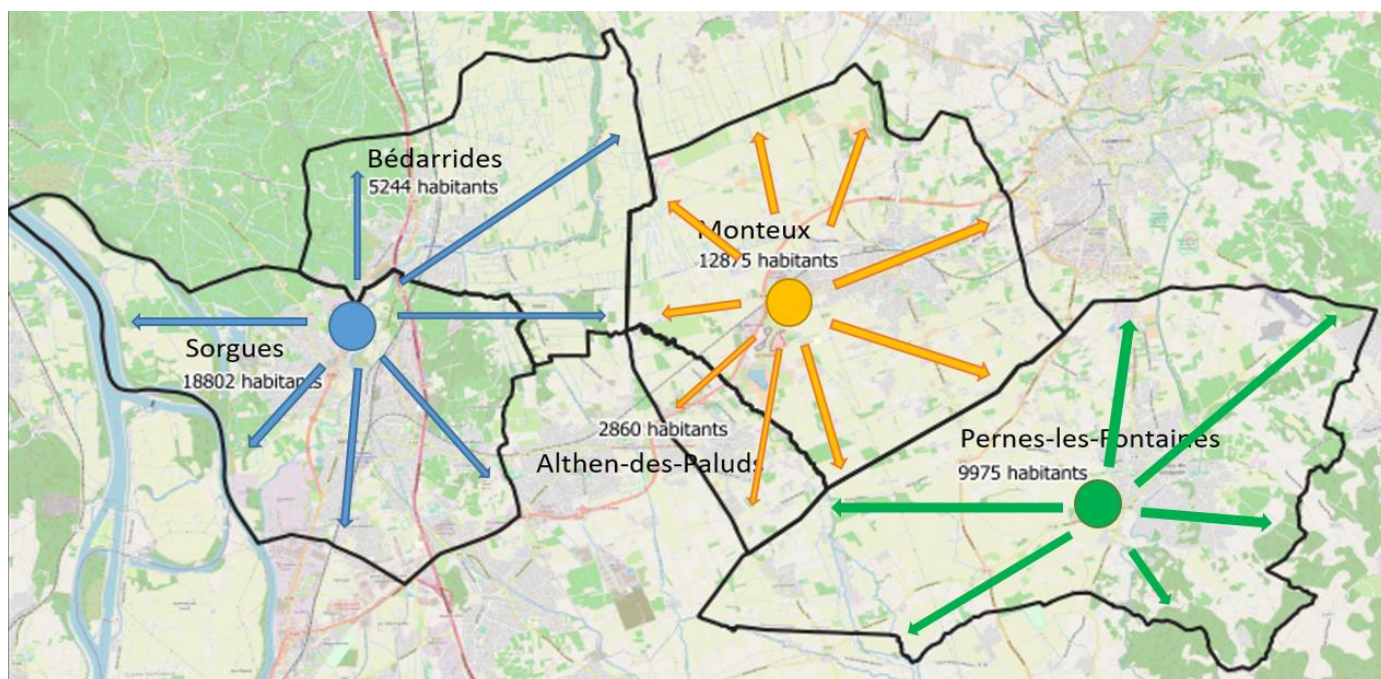 Bédarrides
5244 habitants
Monteux
12875 habitants
Sorgues
18802 habitants
2860 habitants
Althen-des-Paluds
Pernes-les-Fontaines
9975 habitants